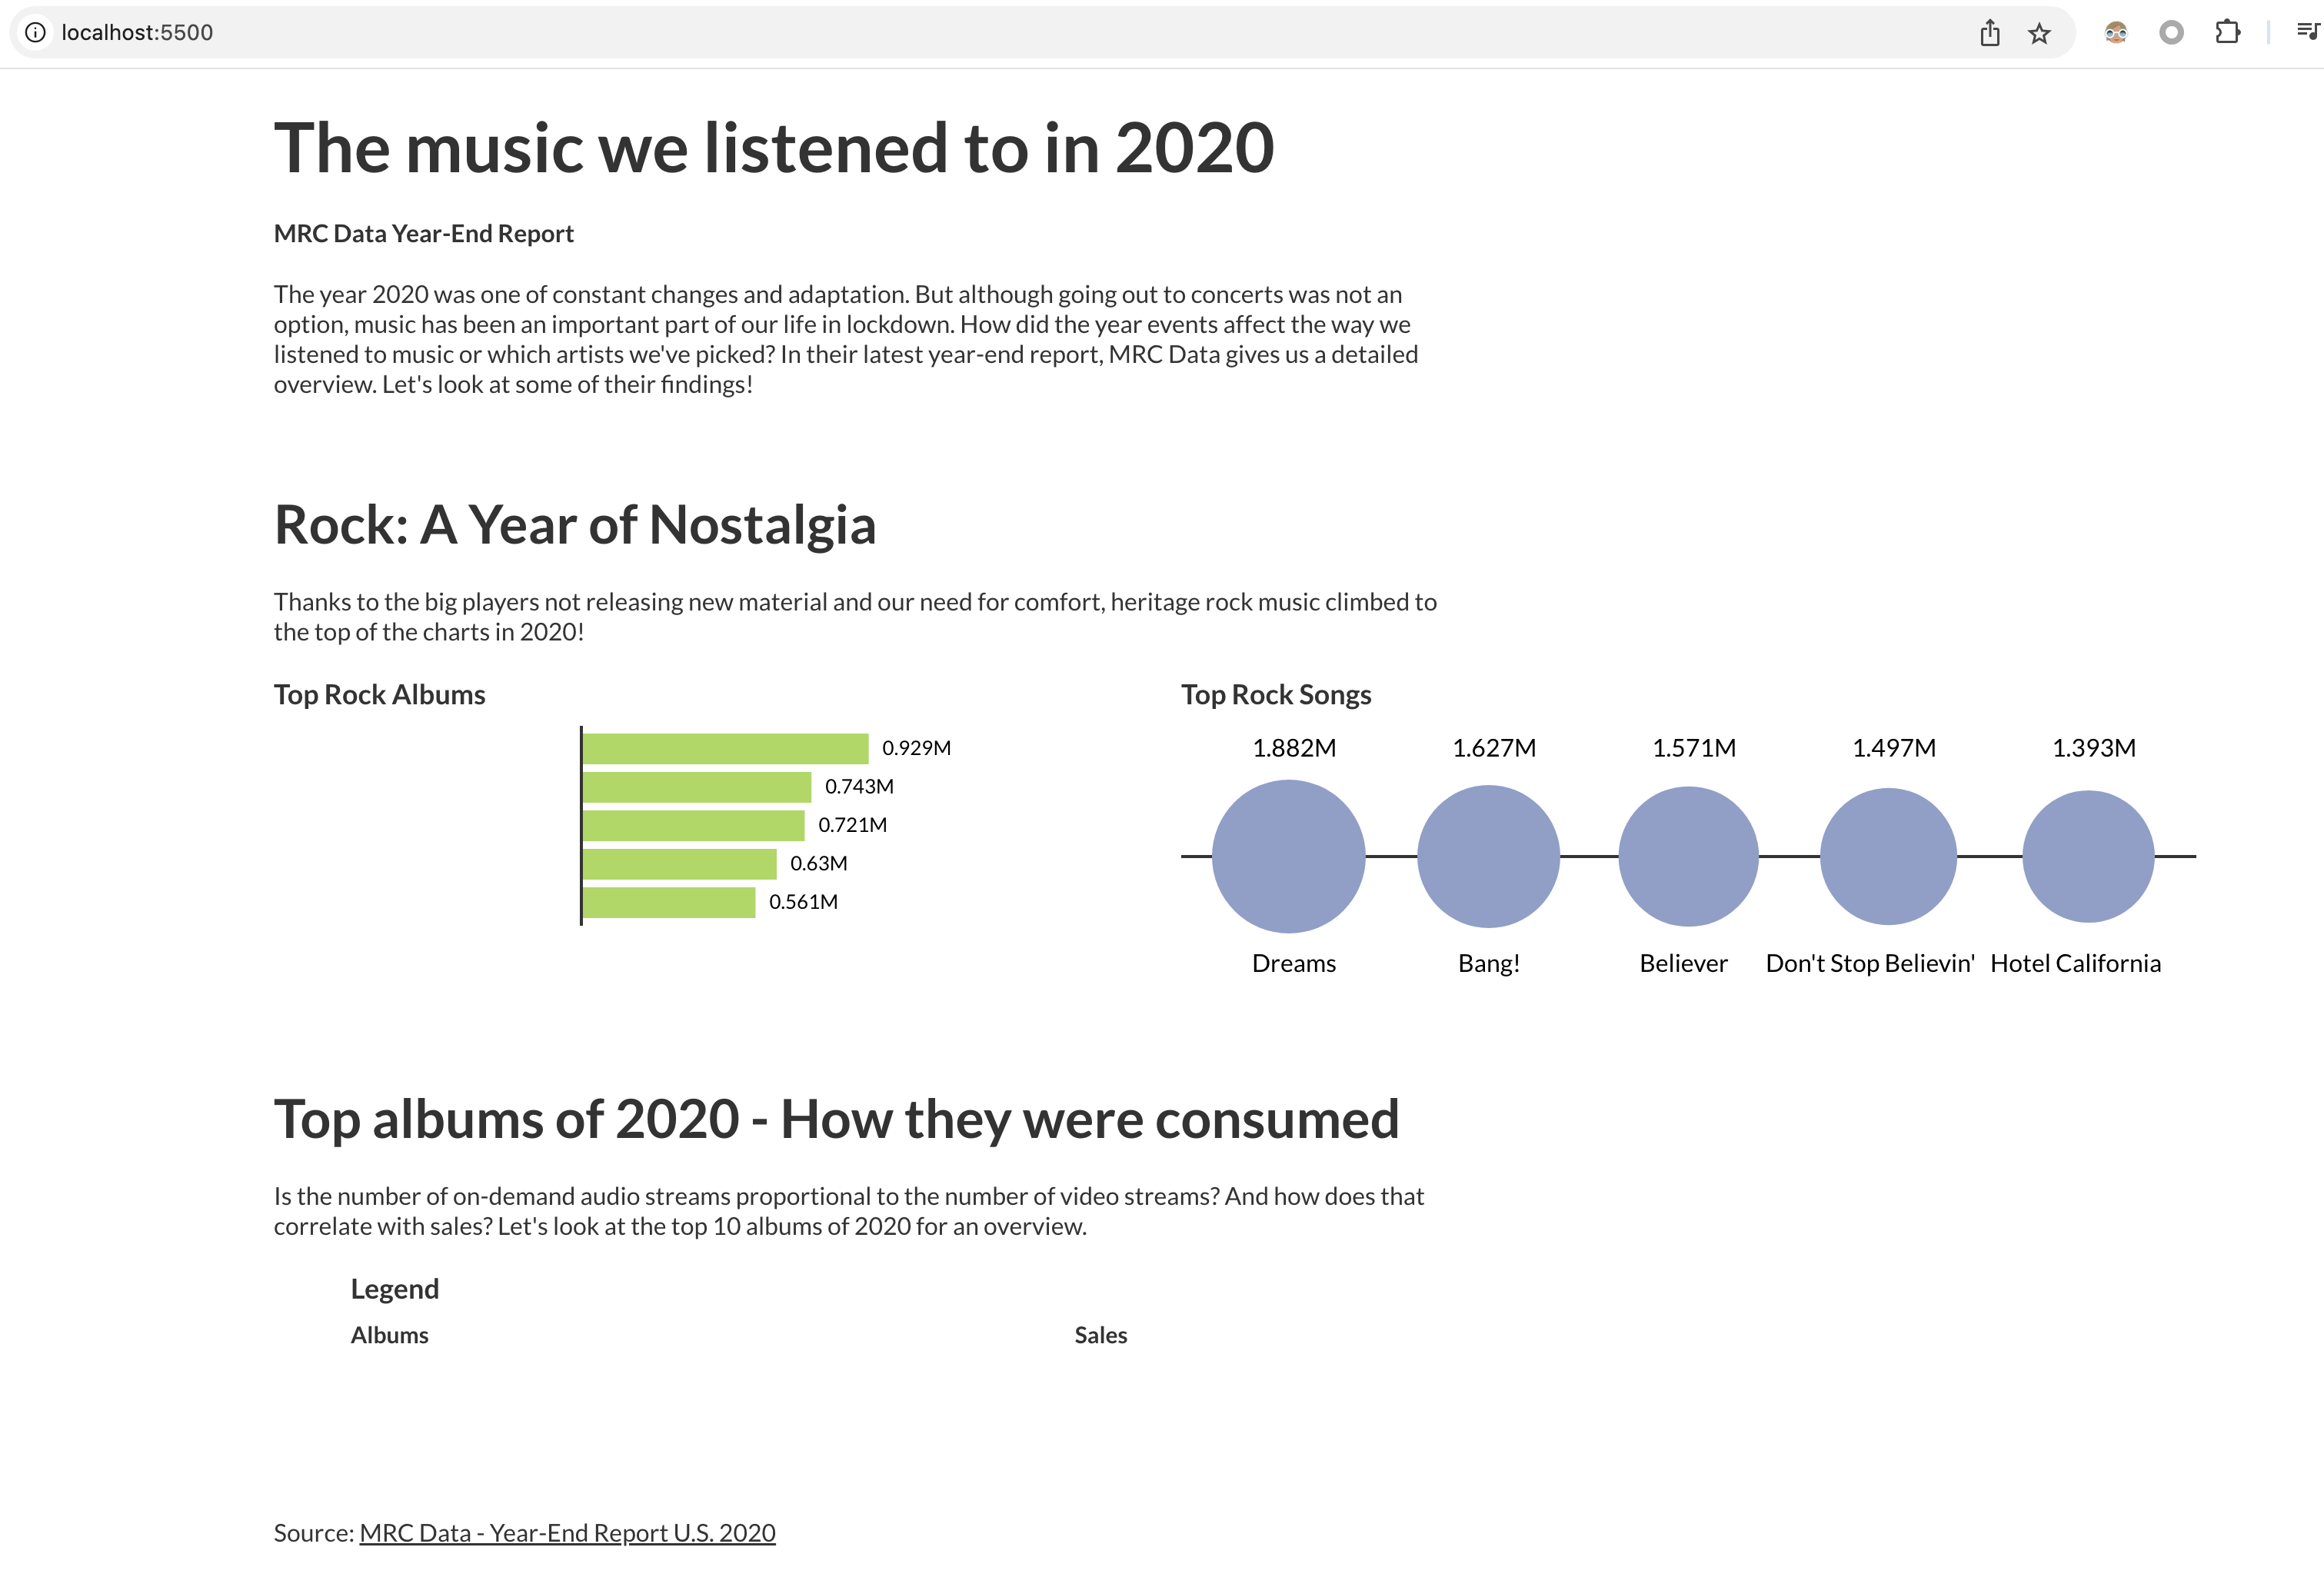 localhost:5500
The music we listened to in 2020
MRC Data Year-End Report
The year 2020 was one of constant changes and adaptation. But although going out to concerts was not an
option, music has been an important part of our life in lockdown. How did the year events affect the way we
listened to music or which artists we've picked? In their latest year-end report, MRC Data gives us a detailed
overview. Let's look at some of their findings!
Rock: A Year of Nostalgia
Thanks to the big players not releasing new material and our need for comfort, heritage rock music climbed to
the top of the charts in 2020!
Top Rock Albums
0.929M
0.743M
0.721M
0.63M
0.561M
Top Rock Songs
1.882M 1.627M 1.571M 1.497M 1.393M
Dreams Bang! Believer Don't Stop Believin' Hotel California
Top albums of 2020 - How they were consumed
Is the number of on-demand audio streams proportional to the number of video streams? And how does that
correlate with sales? Let's look at the top 10 albums of 2020 for an overview.
Legend
Albums Sales
Source: MRC Data - Year-End Report U.S. 2020